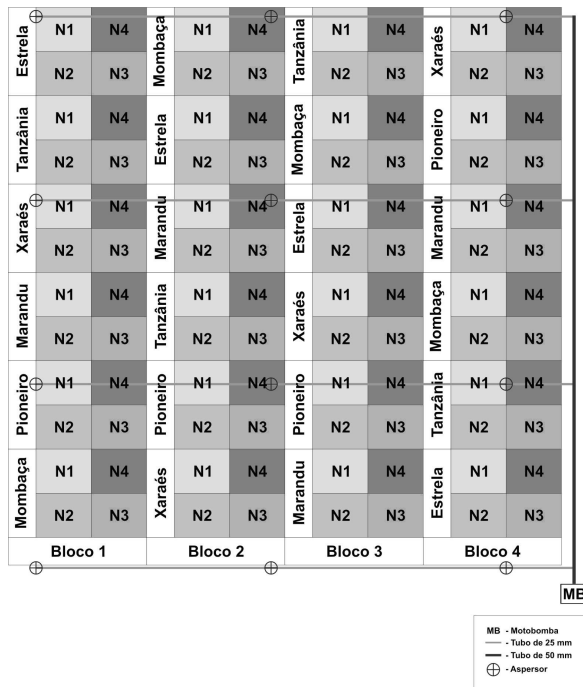 Estrela N1 N4 Mombaça N1 N4 Tanzânia N1 N4 Xaraés N1 N4
N2 N3 N2 N3 N2 N3 N2 N3
Tanzânia N1 N4 Estrela N1 N4 Mombaça N1 N4 Pioneiro N1 N4
N2 N3 N2 N3 N2 N3 N2 N3
Xaraés N1 N4 Marandu N1 N4 Estrela N1 N4 Marandu N1 N4
N2 N3 N2 N3 N2 N3 N2 N3
Marandu N1 N4 Tanzânia N1 N4 Xaraés N1 N4 Mombaça N1 N4
N2 N3 N2 N3 N2 N3 N2 N3
Pioneiro N1 N4 Pioneiro N1 N4 Pioneiro N1 N4 Tanzânia N1 N4
N2 N3 N2 N3 N2 N3 N2 N3
Mombaça N1 N4 Xaraés N1 N4 Marandu N1 N4 Estrela N1 N4
N2 N3 N2 N3 N2 N3 N2 N3
Bloco 1 Bloco 2 Bloco 3 Bloco 4
MB
MB - Motobomba
- Tubo de 25 mm
- Tubo de 50 mm
- Aspersor